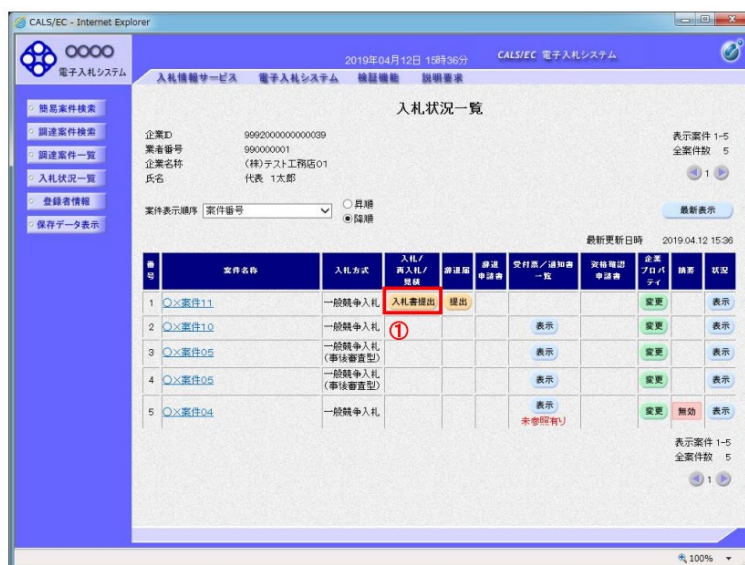 CALS/EC - Internet Explorer
OOOO
電子入札システム
2019年04月12日 15時36分
CALS/EC 電子入札システム
入札情報サービス 電子入札システム 検証機能 説明要求
簡易案件検索
調達案件検索
調達案件一覧
入札状況一覧
登録者情報
保存データ表示
入札状況一覧
企業ID 9992000000000039
業者番号 990000001
企業名称 (株)テスト工務店01
氏名 代表 1太郎
表示案件 1-5
全案件数 5
1
案件表示順序 案件番号
昇順
降順
最新表示
最新更新日時 2019.04.12 15:36
番号 案件名称 入札方式 入札/再入札/見積 辞退届 辞退申請書 受付票/通知書一覧 資格確認申請書 企業プロパティ 摘要 状況
1 〇×案件11 一般競争入札 入札書提出 提出 変更 表示
①
2 〇×案件10 一般競争入札 表示 変更 表示
3 〇×案件05 一般競争入札(事後審査型) 表示 変更 表示
4 〇×案件05 一般競争入札(事後審査型) 表示 変更 表示
5 〇×案件04 一般競争入札 表示 未参照有り 変更 無効 表示
表示案件 1-5
全案件数 5
1
100%